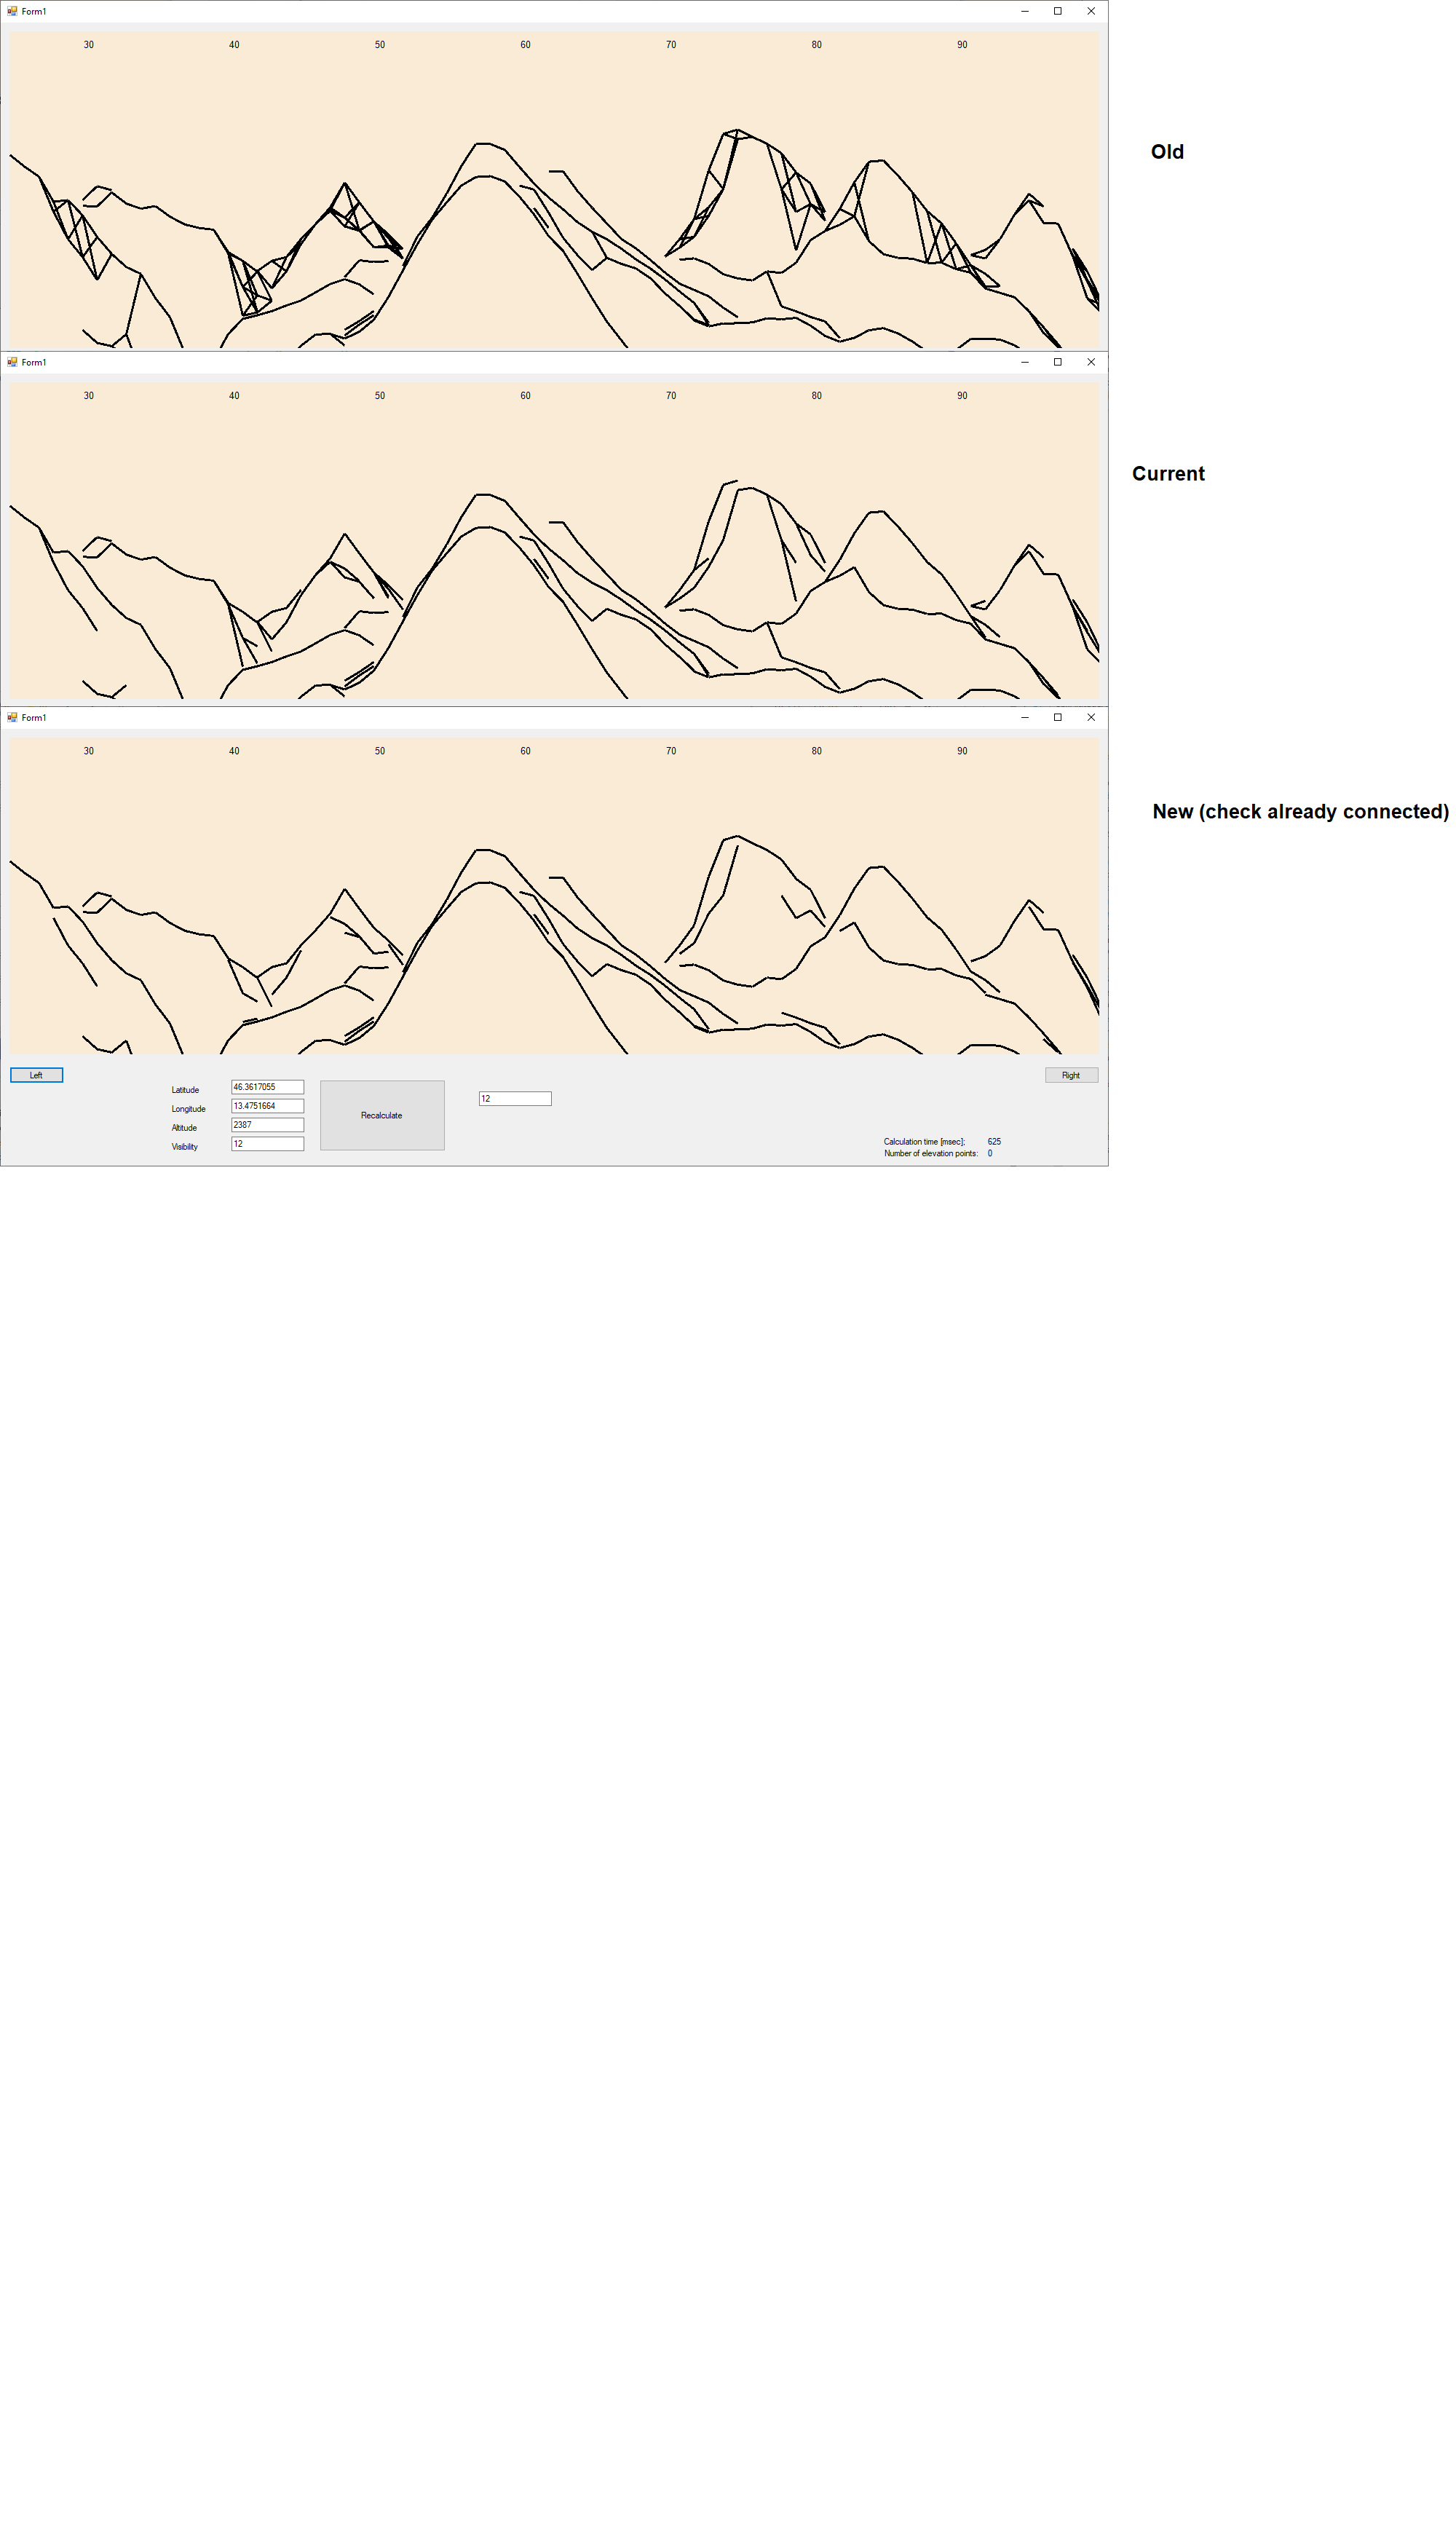 Form1
30 40 50 60 70 80 90
Old
Form1
30 40 50 60 70 80 90
Current
Form1
30 40 50 60 70 80 90
New (check already connected)
Left
Right
Latitude 46.3617055
Longitude 13.4751664
Altitude 2387
Visibility 12
Recalculate
12
Calculation time [msec]: 625
Number of elevation points: 0